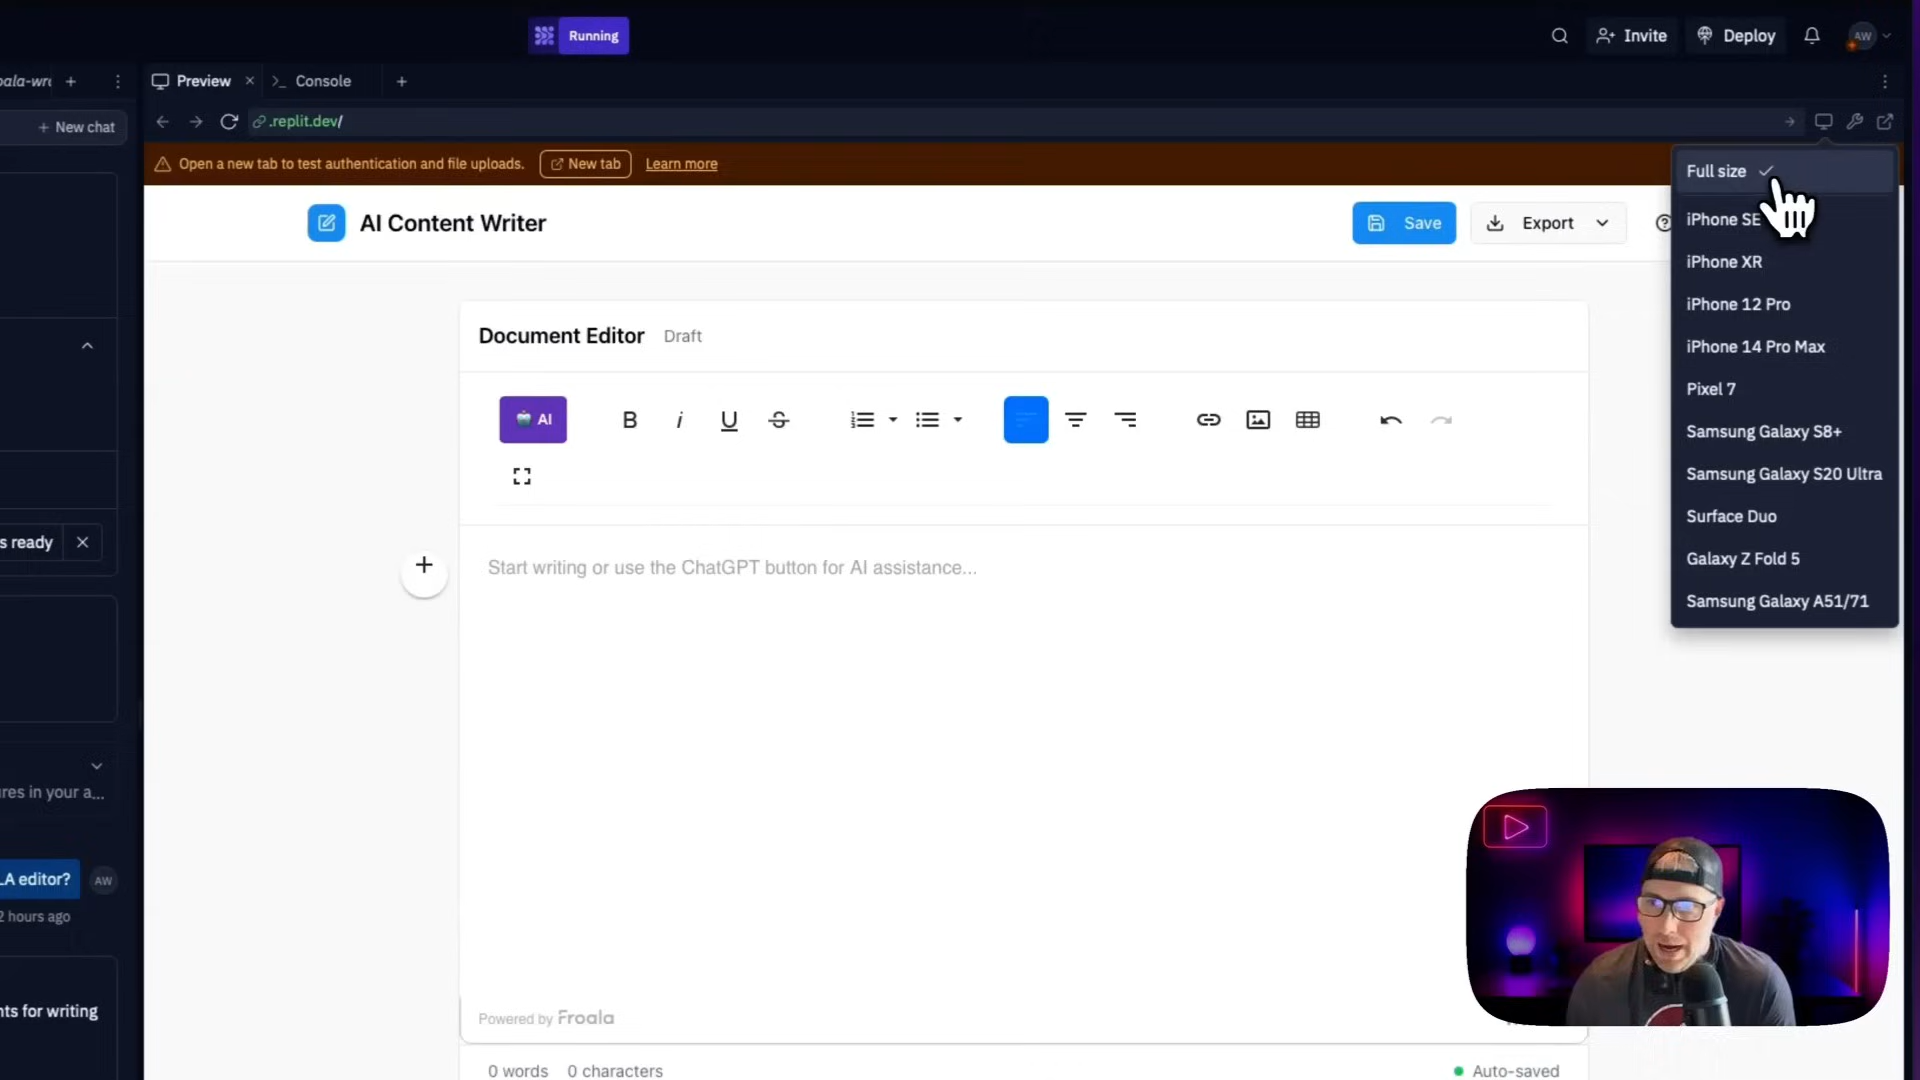 Running
Invite
Deploy
AW
oala-wr
Preview
Console
New chat
.replit.dev/
Open a new tab to test authentication and file uploads.
New tab
Learn more
Full size
iPhone SE
iPhone XR
iPhone 12 Pro
iPhone 14 Pro Max
Pixel 7
Samsung Galaxy S8+
Samsung Galaxy S20 Ultra
Surface Duo
Galaxy Z Fold 5
Samsung Galaxy A51/71
AI Content Writer
Save
Export
Document Editor
Draft
AI
B
i
U
S
s ready
Start writing or use the ChatGPT button for AI assistance...
ures in your a...
LA editor?
AW
2 hours ago
nts for writing
Powered by Froala
0 words
0 characters
Auto-saved